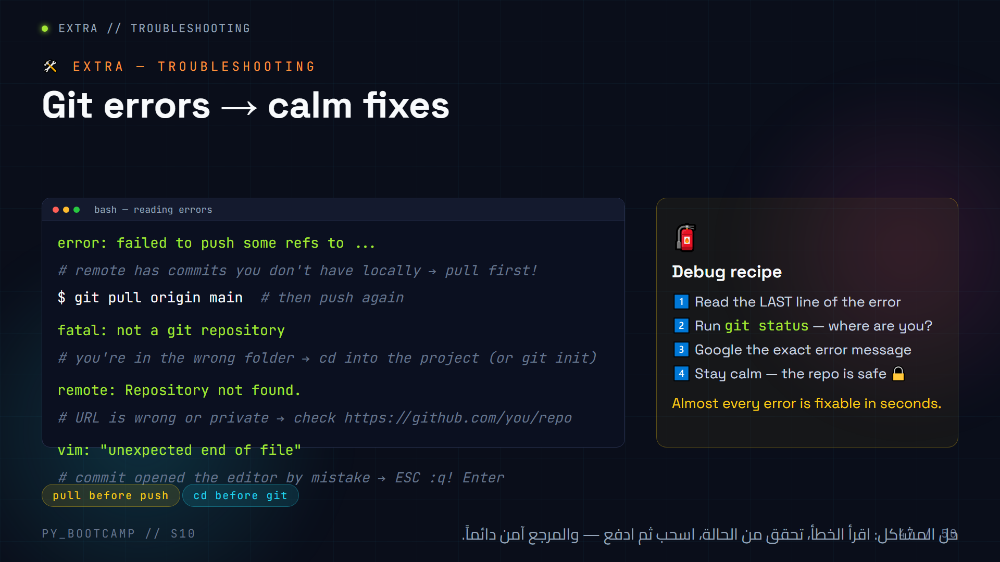 EXTRA // TROUBLESHOOTING
🛠 EXTRA — TROUBLESHOOTING
Git errors → calm fixes
bash — reading errors
error: failed to push some refs to ...
# remote has commits you don't have locally → pull first!
$ git pull origin main  # then push again
fatal: not a git repository
# you're in the wrong folder → cd into the project (or git init)
remote: Repository not found.
# URL is wrong or private → check https://github.com/you/repo
vim: "unexpected end of file"
# commit opened the editor by mistake → ESC :q! Enter
Debug recipe
1 Read the LAST line of the error
2 Run git status — where are you?
3 Google the exact error message
4 Stay calm — the repo is safe 🔒
Almost every error is fixable in seconds.
pull before push
cd before git
PY_BOOTCAMP // S10
حل المشاكل: اقرأ الخطأ، تحقق من الحالة، اسحب ثم ادفع — والمرجع آمن دائماً.